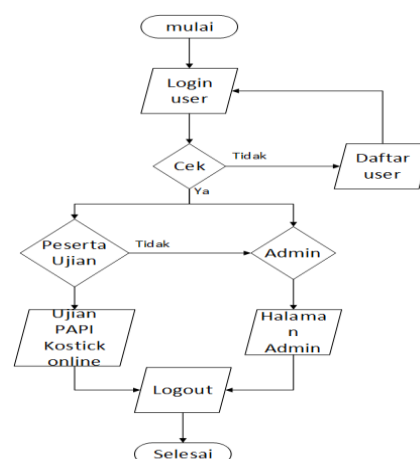 mulai
Login
user
Cek
Tidak
Daftar
user
Ya
Peserta
Ujian
Tidak
Admin
Ujian
PAPI
Kostick
online
Halama
n
Admin
Logout
Selesai